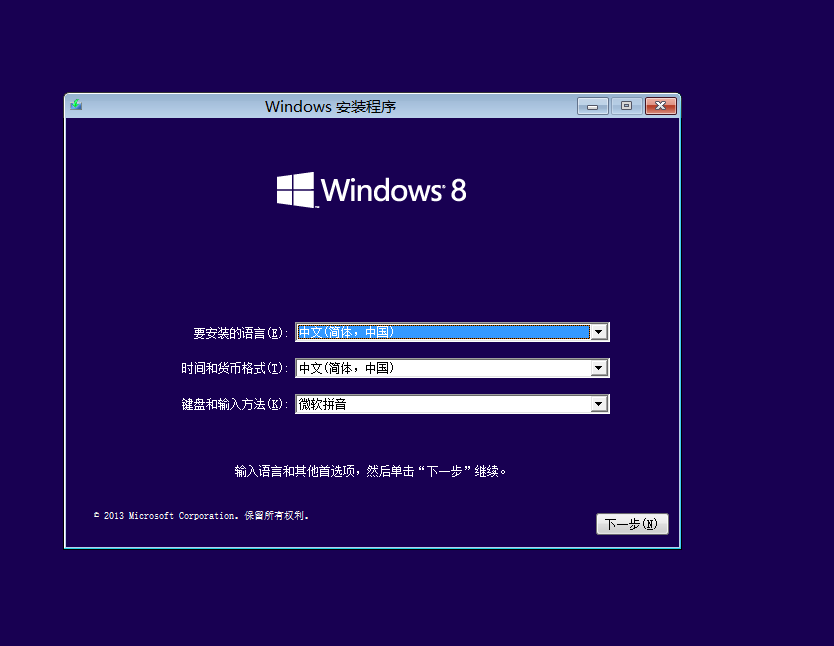 Windows 安装程序
Windows 8
要安装的语言(E): 中文(简体，中国)
时间和货币格式(T): 中文(简体，中国)
键盘和输入方法(K): 微软拼音
输入语言和其他首选项，然后单击“下一步”继续。
© 2013 Microsoft Corporation。保留所有权利。
下一步(N)